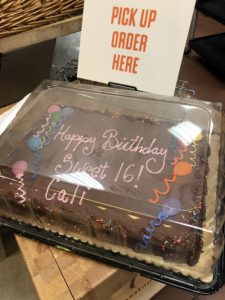 PICK UP
ORDER
HERE
Happy Birthday
Sweet 16!
Cali